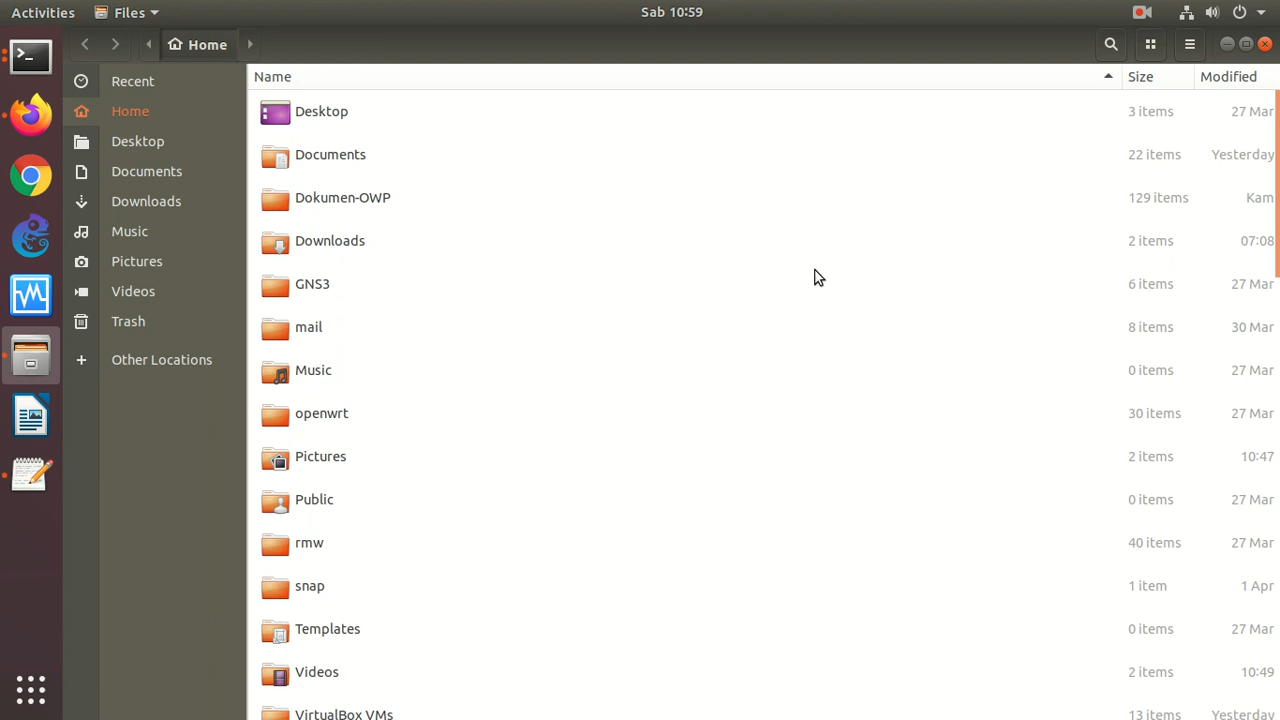 Activities Files Sab 10:59
Home
Recent
Home
Desktop
Documents
Downloads
Music
Pictures
Videos
Trash
Other Locations
Name Size Modified
Desktop 3 items 27 Mar
Documents 22 items Yesterday
Dokumen-OWP 129 items Kam
Downloads 2 items 07:08
GNS3 6 items 27 Mar
mail 8 items 30 Mar
Music 0 items 27 Mar
openwrt 30 items 27 Mar
Pictures 2 items 10:47
Public 0 items 27 Mar
rmw 40 items 27 Mar
snap 1 item 1 Apr
Templates 0 items 27 Mar
Videos 2 items 10:49
VirtualBox VMs 13 items Yesterday